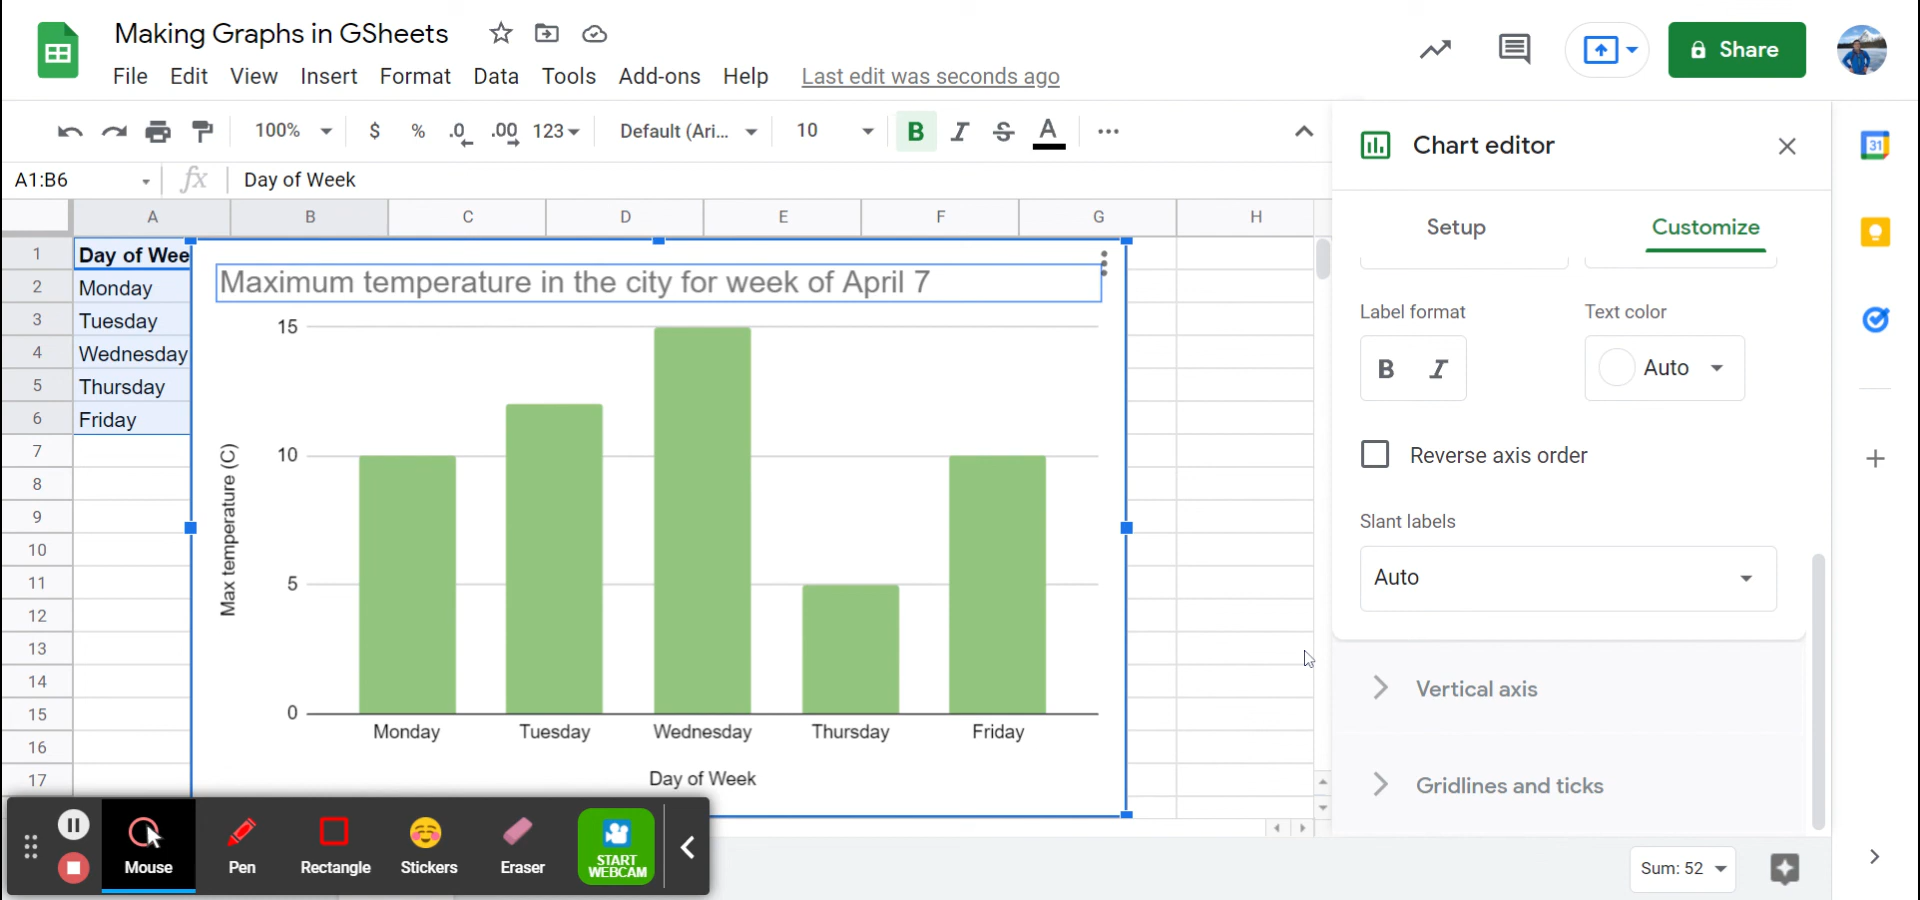 Making Graphs in GSheets
File Edit View Insert Format Data Tools Add-ons Help Last edit was seconds ago
Share
100% $ % .0 .00 123 Default (Ari... 10 B I S A
A1:B6 fx Day of Week
A B C D E F G H
1 Day of Wee
2 Monday
3 Tuesday
4 Wednesday
5 Thursday
6 Friday
7
8
9
10
11
12
13
14
15
16
17
Maximum temperature in the city for week of April 7
15
10
5
0
Max temperature (C)
Monday Tuesday Wednesday Thursday Friday
Day of Week
Chart editor
Setup Customize
Label format Text color
B I Auto
Reverse axis order
Slant labels
Auto
Vertical axis
Gridlines and ticks
31
Mouse Pen Rectangle Stickers Eraser
START
WEBCAM
Sum: 52